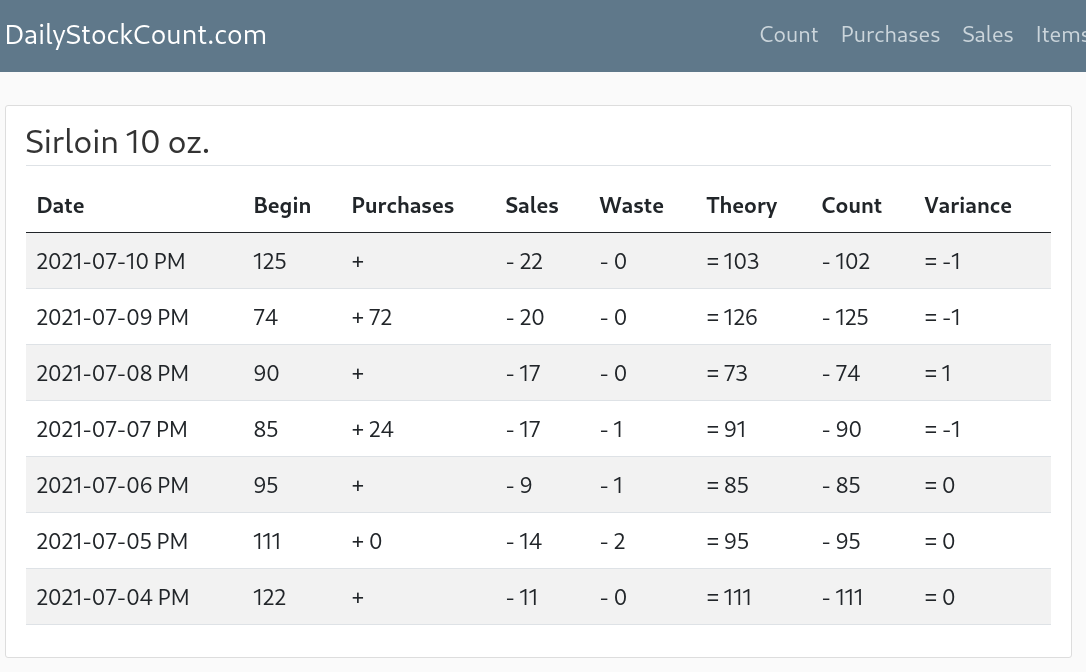 DailyStockCount.com Count Purchases Sales Items
Sirloin 10 oz.
Date Begin Purchases Sales Waste Theory Count Variance
2021-07-10 PM 125 + - 22 - 0 = 103 - 102 = -1
2021-07-09 PM 74 + 72 - 20 - 0 = 126 - 125 = -1
2021-07-08 PM 90 + - 17 - 0 = 73 - 74 = 1
2021-07-07 PM 85 + 24 - 17 - 1 = 91 - 90 = -1
2021-07-06 PM 95 + - 9 - 1 = 85 - 85 = 0
2021-07-05 PM 111 + 0 - 14 - 2 = 95 - 95 = 0
2021-07-04 PM 122 + - 11 - 0 = 111 - 111 = 0